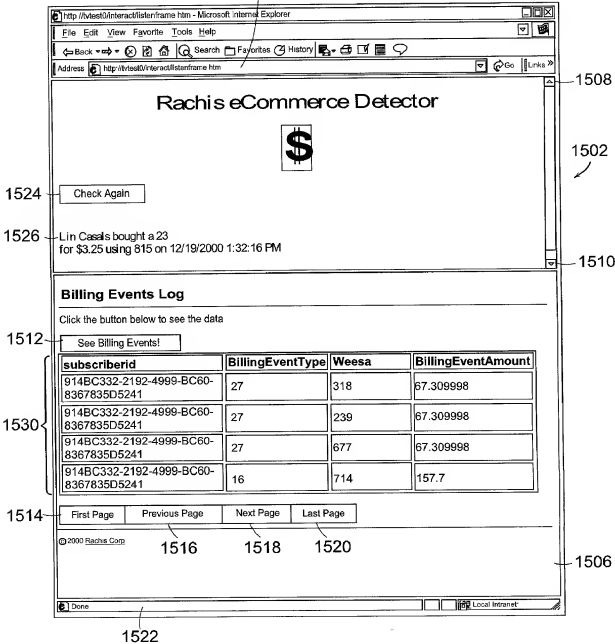 http://tvtest0/interact/listenframe htm - Microsoft Internet Explorer
File Edit View Favorite Tools Help
Back Search Favorites History
Address http://tvtest0/interact/listenframe htm Go Links »
1508
Rachis eCommerce Detector
$
1502
1524 Check Again
1526 Lin Casals bought a 23
for $3.25 using 815 on 12/19/2000 1:32:16 PM
1510
Billing Events Log
Click the button below to see the data
1512 See Billing Events!
subscriberid BillingEventType Weesa BillingEventAmount
914BC332-2192-4999-BC60-
8367835D5241 27 318 67.309998
914BC332-2192-4999-BC60-
8367835D5241 27 239 67.309998
1530
914BC332-2192-4999-BC60-
8367835D5241 27 677 67.309998
914BC332-2192-4999-BC60-
8367835D5241 16 714 157.7
1514 First Page Previous Page Next Page Last Page
1516 1518 1520
© 2000 Rachis Corp
1506
Done Local Intranet
1522